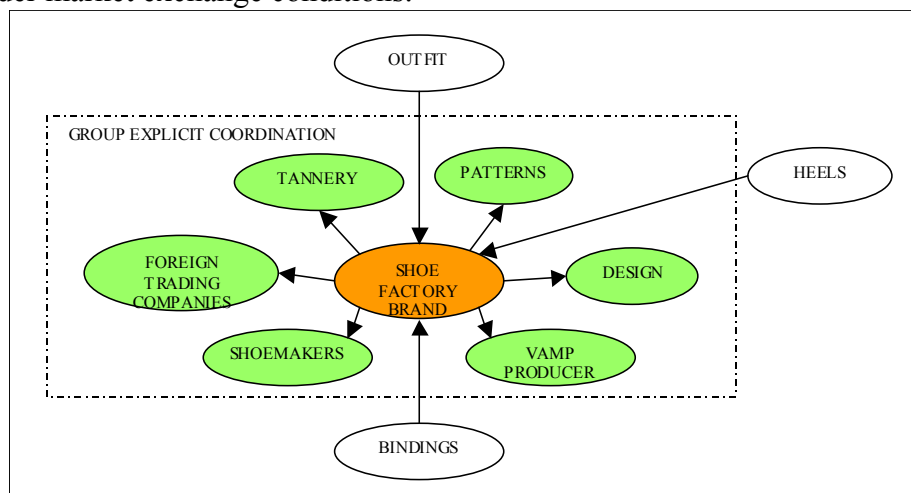 der market exchange conditions.
OUTFIT
GROUP EXPLICIT COORDINATION
TANNERY
PATTERNS
HEELS
FOREIGN
TRADING
COMPANIES
SHOE
FACTORY
BRAND
DESIGN
SHOEMAKERS
VAMP
PRODUCER
BINDINGS